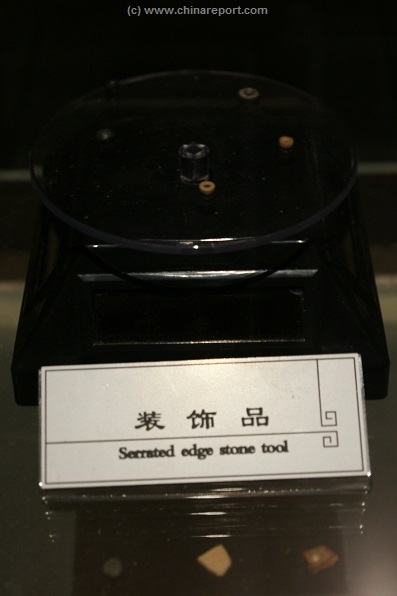 (c) www.chinareport.com
装饰品
Serrated edge stone tool